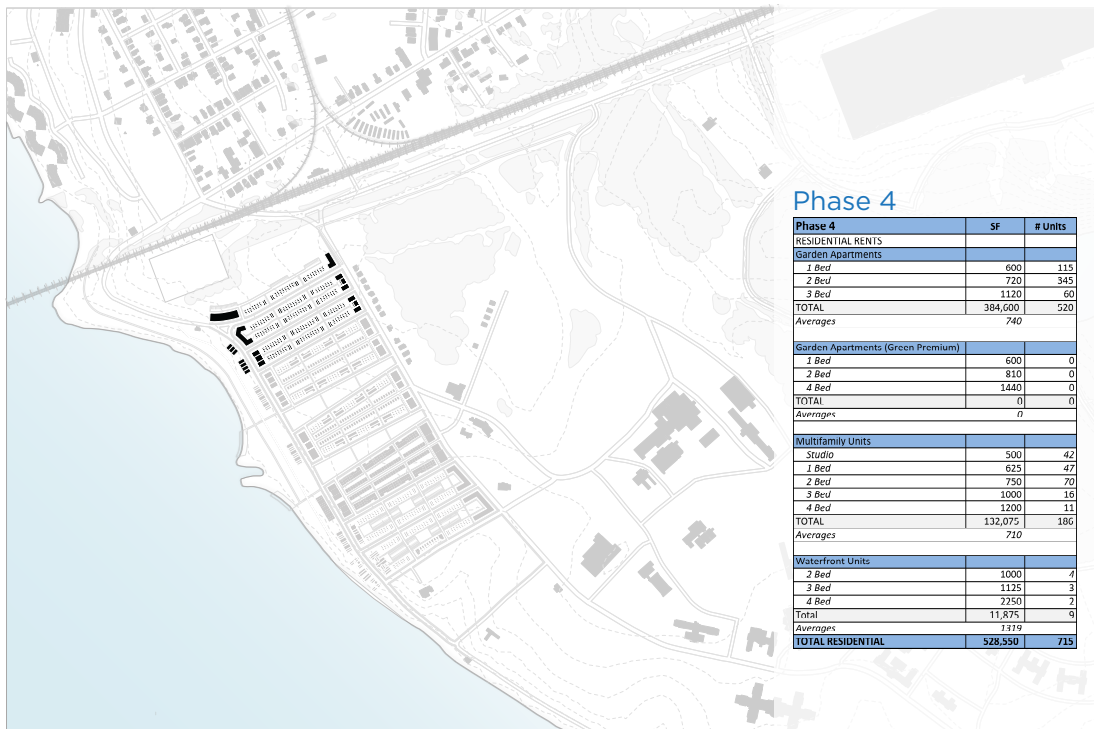 Phase 4
Phase 4 SF # Units
RESIDENTIAL RENTS
Garden Apartments
1 Bed 600 115
2 Bed 720 345
3 Bed 1120 60
TOTAL 384,600 520
Averages 740
Garden Apartments (Green Premium)
1 Bed 600 0
2 Bed 810 0
4 Bed 1440 0
TOTAL 0 0
Averages 0
Multifamily Units
Studio 500 42
1 Bed 625 47
2 Bed 750 70
3 Bed 1000 16
4 Bed 1200 11
TOTAL 132,075 186
Averages 710
Waterfront Units
2 Bed 1000 4
3 Bed 1125 3
4 Bed 2250 2
Total 11,875 9
Averages 1319
TOTAL RESIDENTIAL 528,550 715